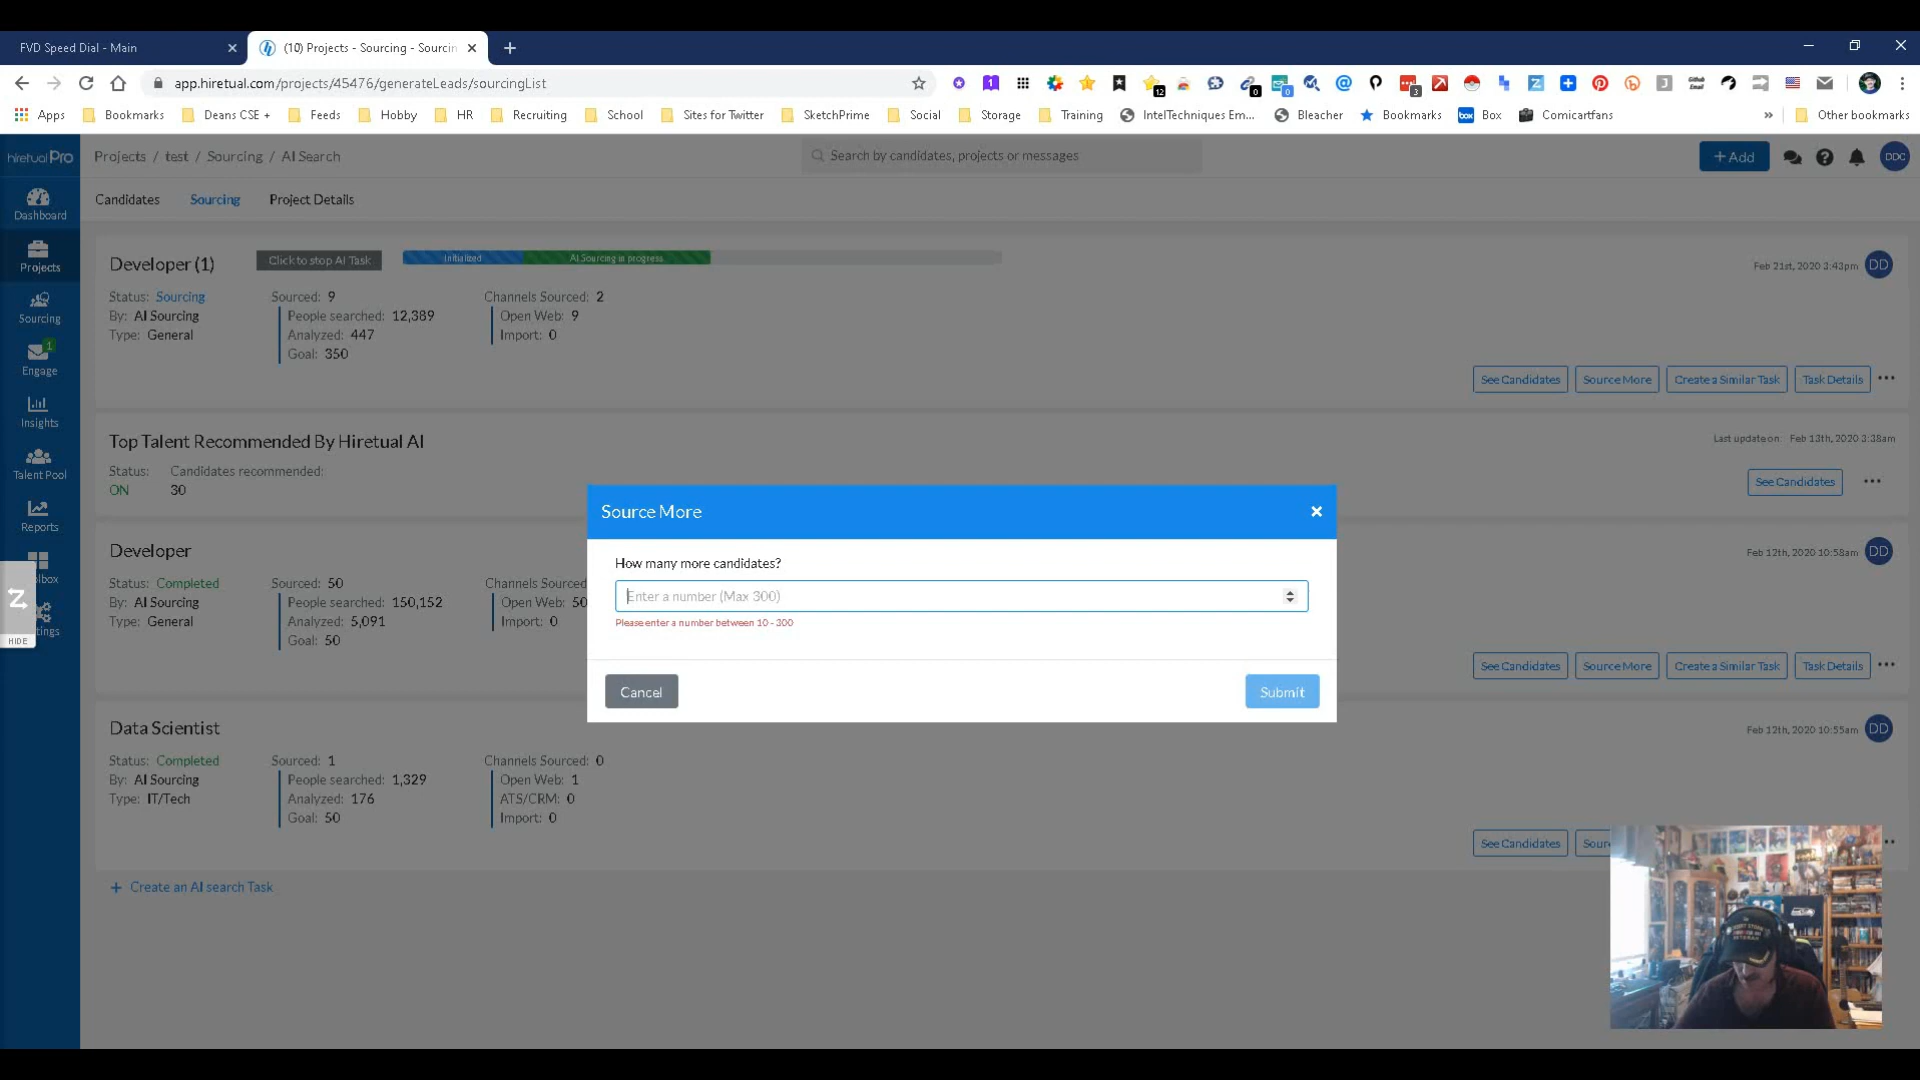 FVD Speed Dial - Main
(10) Projects - Sourcing - Sourcin
app.hiretual.com/projects/45476/generateLeads/sourcingList
Apps Bookmarks Deans CSE + Feeds Hobby HR Recruiting School Sites for Twitter SketchPrime Social Storage Training IntelTechniques Em... Bleacher Bookmarks Box Comicartfans » Other bookmarks
hiretual Pro
Projects / test / Sourcing / AI Search
Search by candidates, projects or messages
+ Add
DDC
Candidates Sourcing Project Details
Dashboard
Projects
Sourcing
1
Engage
Insights
Talent Pool
Reports
lbox
tings
HIDE
Developer (1)
Click to stop AI Task
Initialized
AI Sourcing in progress
Feb 21st, 2020 3:43pm
DD
Status: Sourcing
By: AI Sourcing
Type: General
Sourced: 9
People searched: 12,389
Analyzed: 447
Goal: 350
Channels Sourced: 2
Open Web: 9
Import: 0
See Candidates Source More Create a Similar Task Task Details
Top Talent Recommended By Hiretual AI
Last update on: Feb 13th, 2020 3:38am
Status: Candidates recommended:
ON 30
See Candidates
Developer
Feb 12th, 2020 10:58am
DD
Status: Completed
By: AI Sourcing
Type: General
Sourced: 50
People searched: 150,152
Analyzed: 5,091
Goal: 50
Channels Sourced
Open Web: 50
Import: 0
See Candidates Source More Create a Similar Task Task Details
Source More
×
How many more candidates?
Enter a number (Max 300)
Please enter a number between 10 - 300
Cancel
Submit
Data Scientist
Feb 12th, 2020 10:55am
DD
Status: Completed
By: AI Sourcing
Type: IT/Tech
Sourced: 1
People searched: 1,329
Analyzed: 176
Goal: 50
Channels Sourced: 0
Open Web: 1
ATS/CRM: 0
Import: 0
See Candidates Sour
+ Create an AI search Task